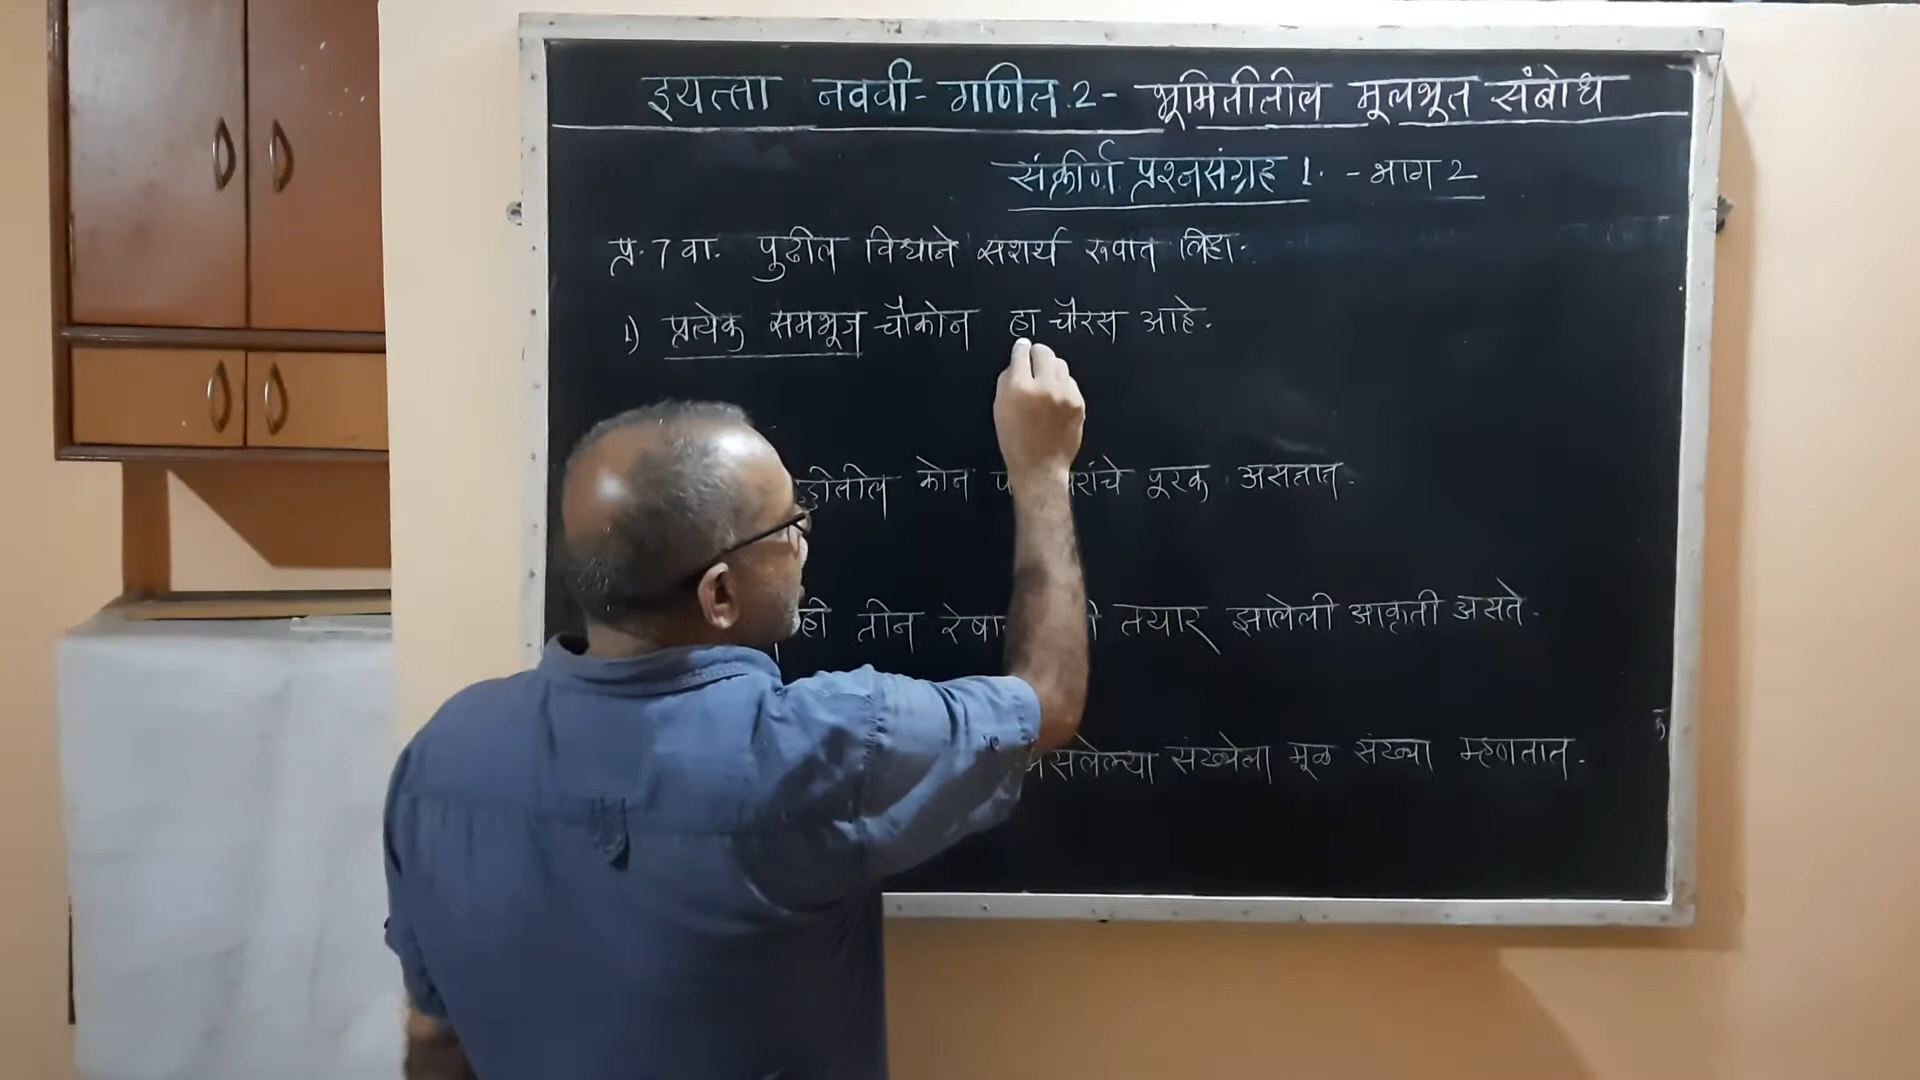 इयत्ता नववी - गणित 2 - भूमितीतील मूलभूत संबोध
संकीर्ण प्रश्नसंग्रह 1. - भाग 2
प्र. 7 वा. पुढील विधाने सशर्थ रूपात लिहा.
1) प्रत्येक समभूज चौकोन हा चौरस आहे.
कोन पूरक असतात.
तीन तयार झालेली आकृती असते.
असलेल्या संख्येला मूळ संख्या म्हणतात.